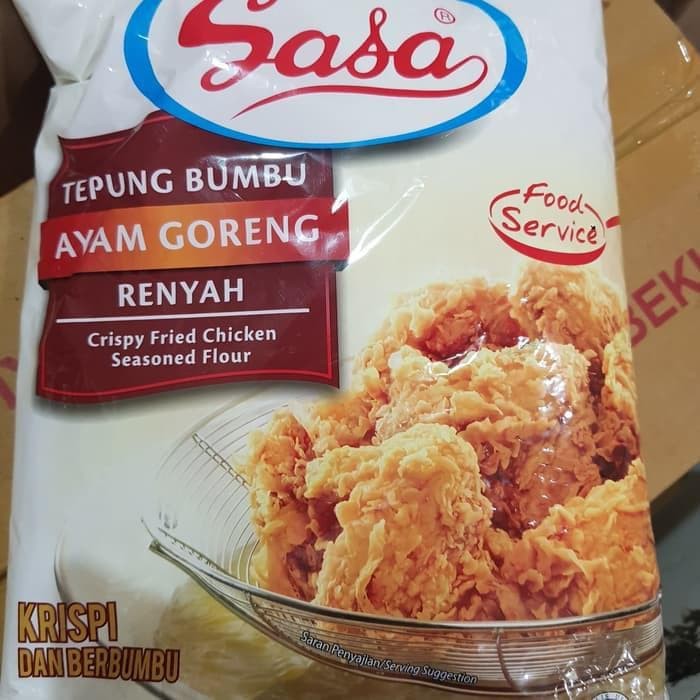 Sasa®
TEPUNG BUMBU
AYAM GORENG
RENYAH
Crispy Fried Chicken
Seasoned Flour
Food
Service
BEKU
KRISPI
DAN BERBUMBU
Saran Penyajian/Serving Suggestion